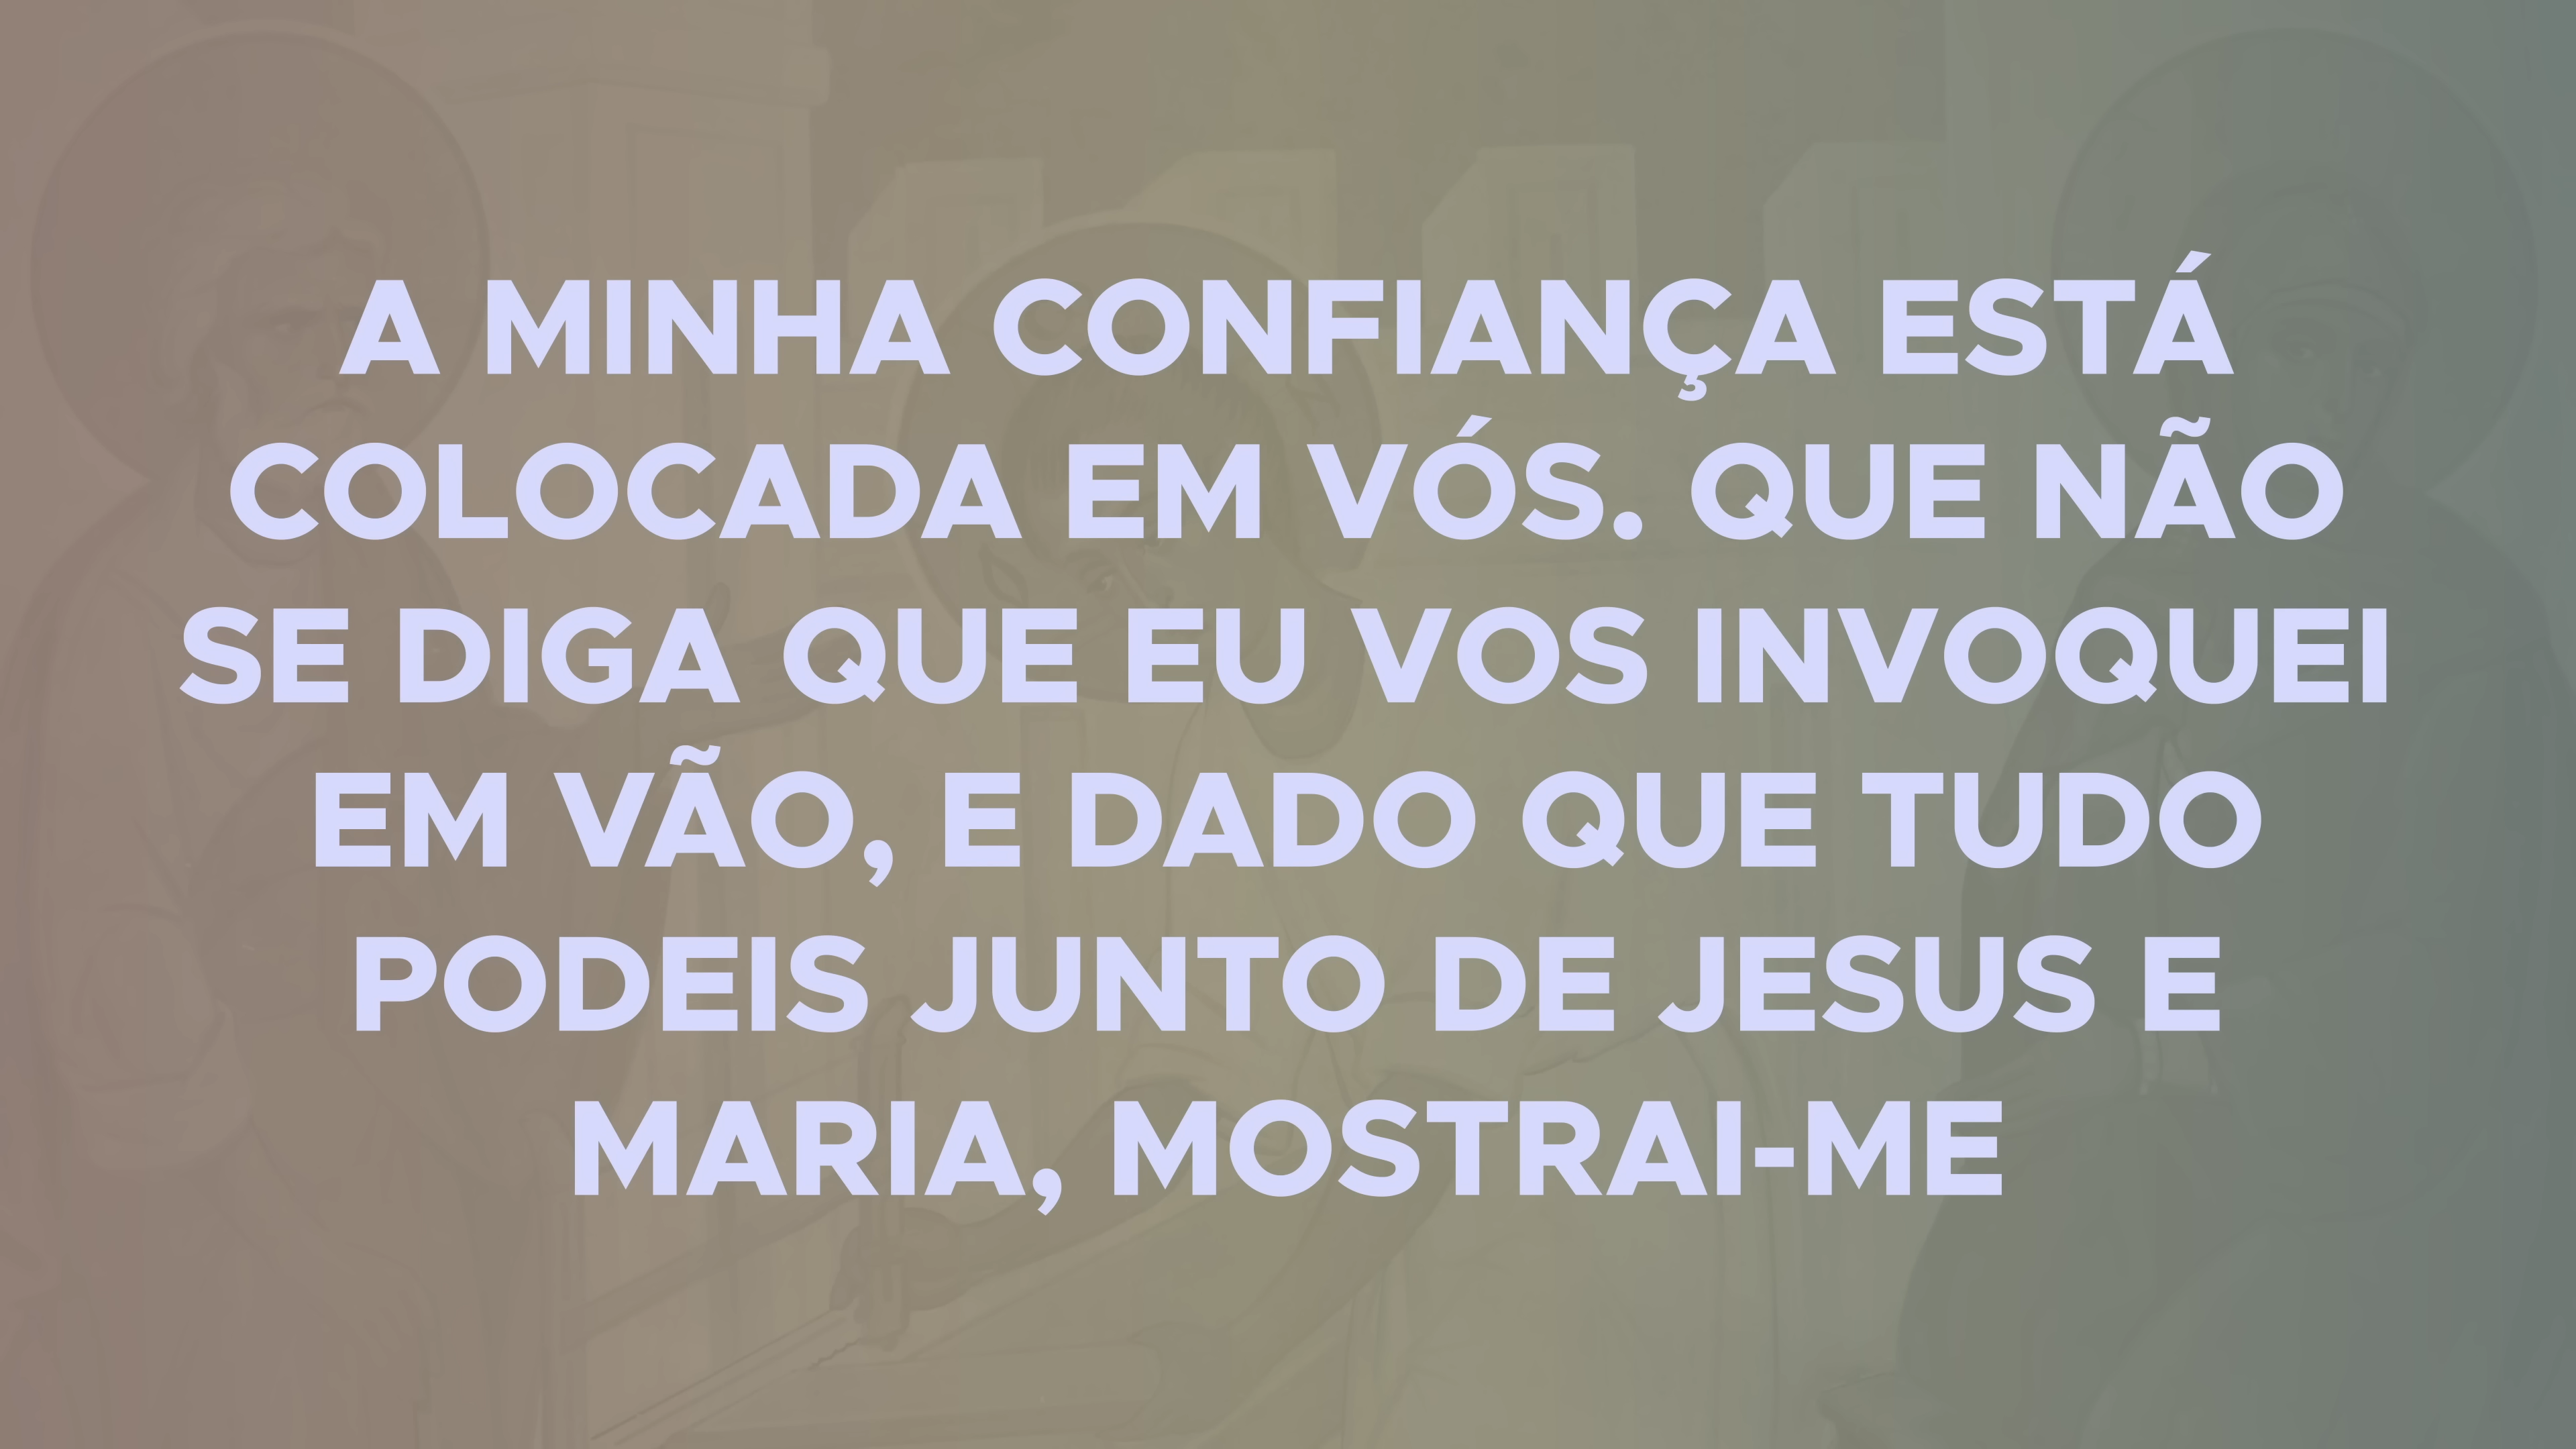 A MINHA CONFIANÇA ESTÁ
COLOCADA EM VÓS. QUE NÃO
SE DIGA QUE EU VOS INVOQUEI
EM VÃO, E DADO QUE TUDO
PODEIS JUNTO DE JESUS E
MARIA, MOSTRAI-ME